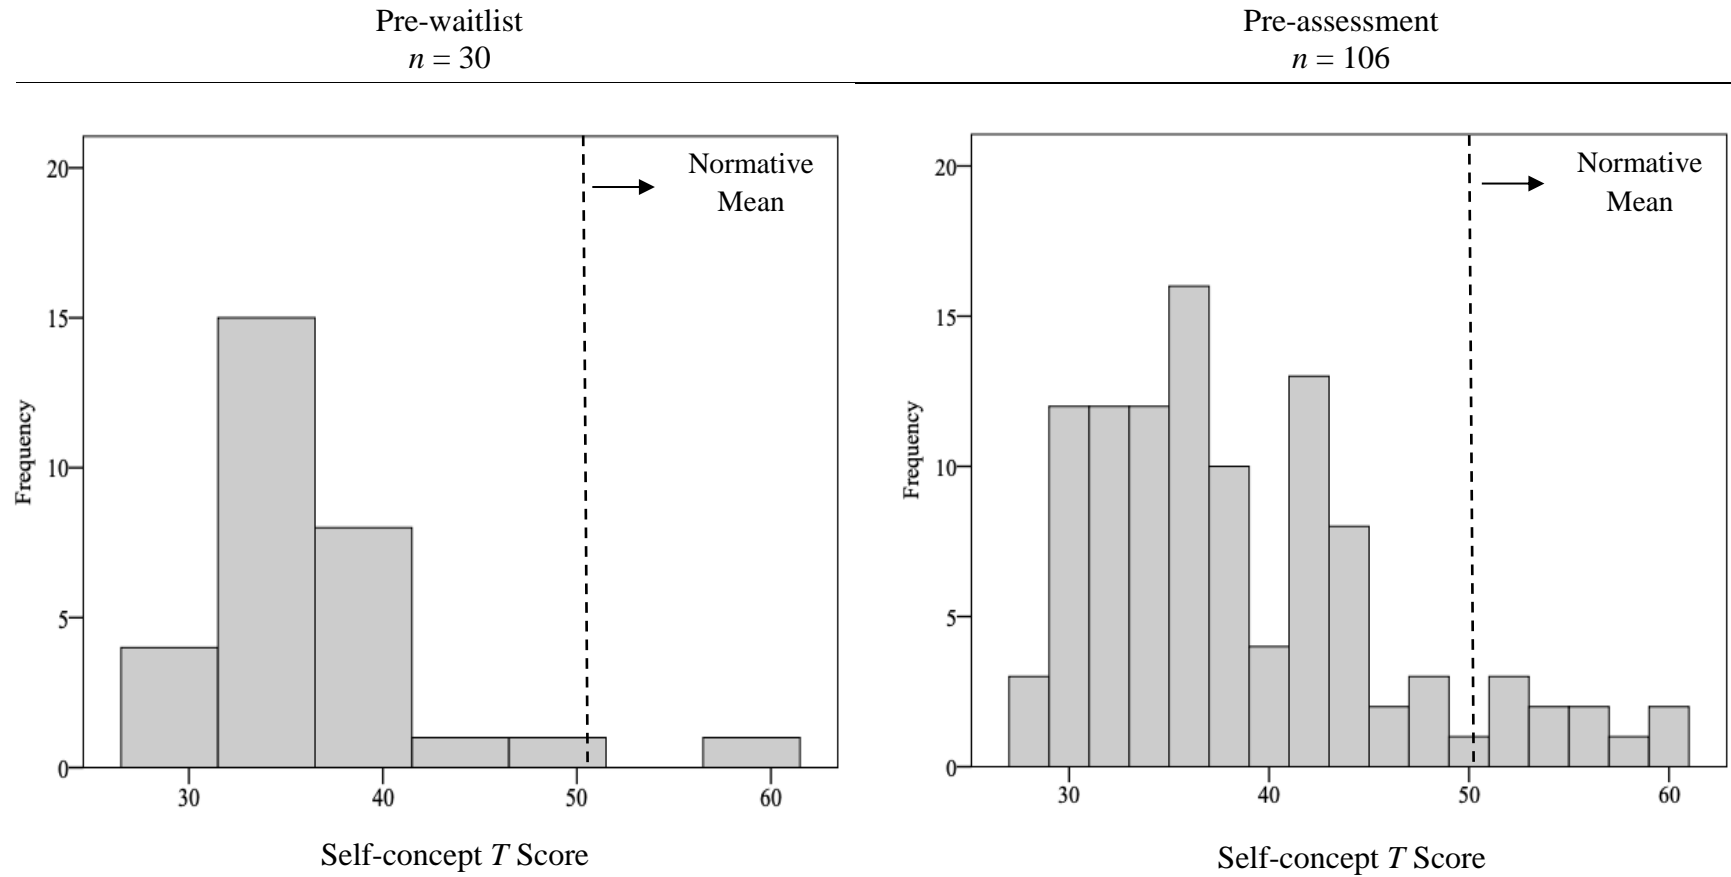 Pre-waitlist
n = 30
Pre-assessment
n = 106
Normative
Mean
20
15
10
5
0
Frequency
30 40 50 60
Self-concept T Score
Normative
Mean
20
15
10
5
0
Frequency
30 40 50 60
Self-concept T Score